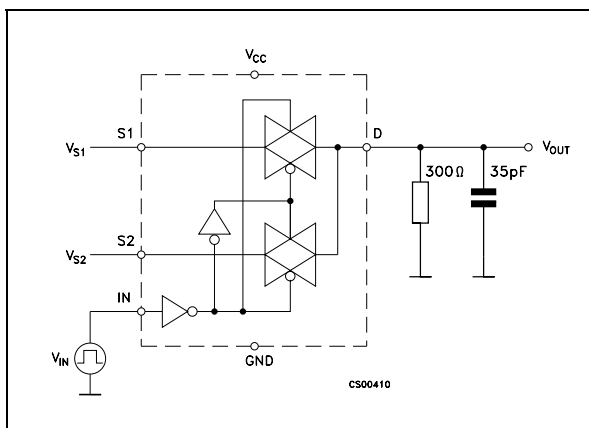 VCC
S1
D
VS1
VOUT
300Ω
35pF
S2
VS2
IN
VIN
GND
CS00410